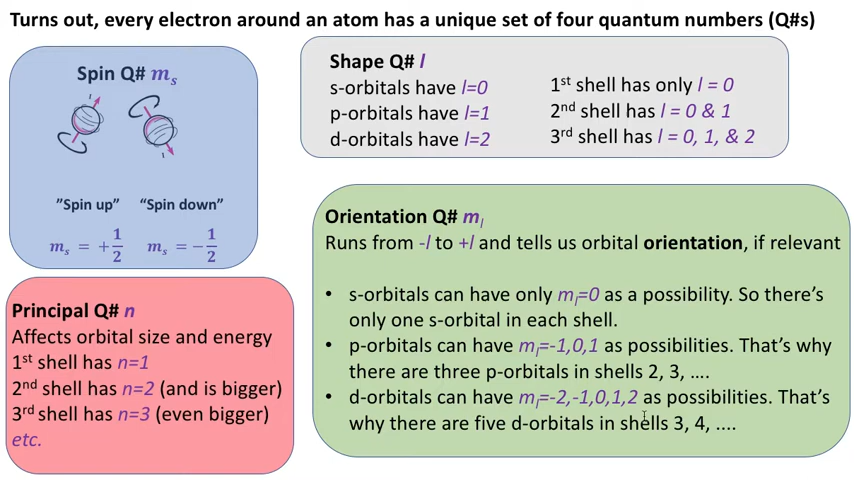 Turns out, every electron around an atom has a unique set of four quantum numbers (Q#s)
Spin Q# mₛ
"Spin up" "Spin down"
mₛ = +1/2 mₛ = −1/2
Principal Q# n
Affects orbital size and energy
1st shell has n=1
2nd shell has n=2 (and is bigger)
3rd shell has n=3 (even bigger)
etc.
Shape Q# l
s-orbitals have l=0
p-orbitals have l=1
d-orbitals have l=2
1st shell has only l = 0
2nd shell has l = 0 & 1
3rd shell has l = 0, 1, & 2
Orientation Q# mₗ
Runs from -l to +l and tells us orbital orientation, if relevant
• s-orbitals can have only mₗ=0 as a possibility. So there's
only one s-orbital in each shell.
• p-orbitals can have mₗ=-1,0,1 as possibilities. That's why
there are three p-orbitals in shells 2, 3, ....
• d-orbitals can have mₗ=-2,-1,0,1,2 as possibilities. That's
why there are five d-orbitals in shells 3, 4, ....